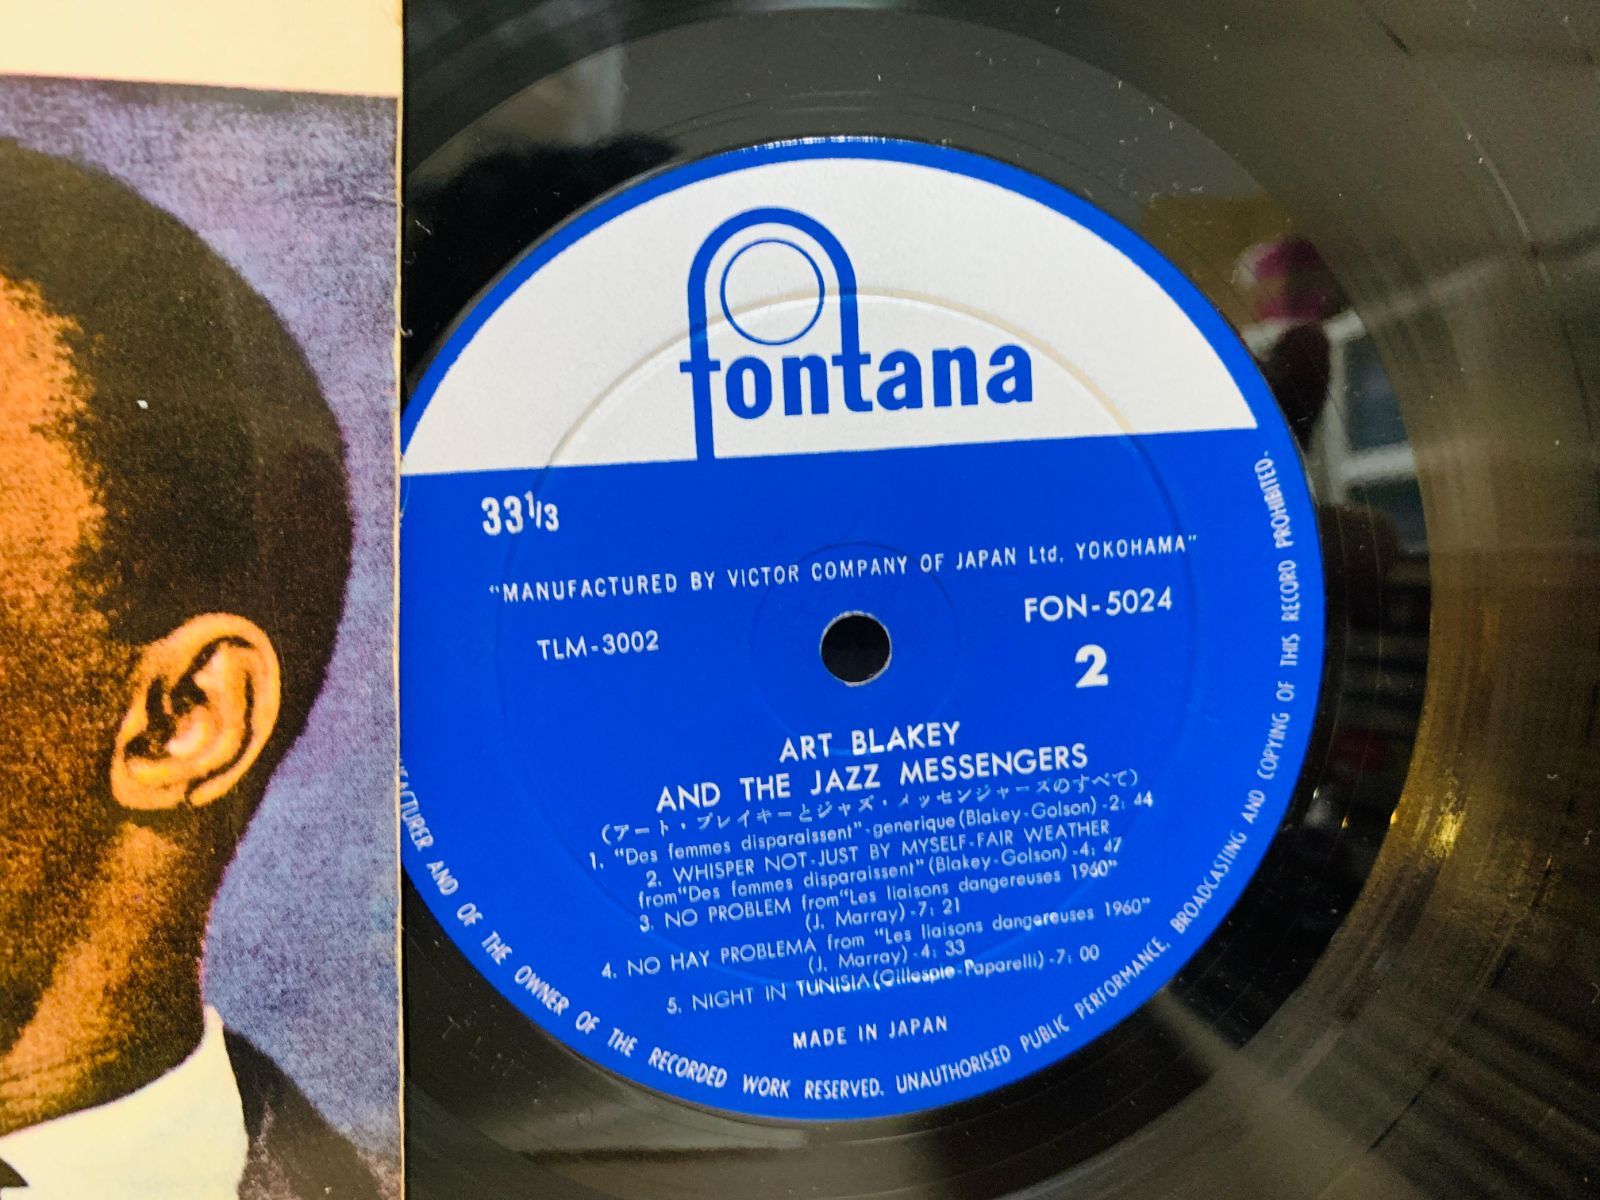 fontana
33 1/3
"MANUFACTURED BY VICTOR COMPANY OF JAPAN Ltd. YOKOHAMA"
TLM-3002
FON-5024
2
ART BLAKEY
AND THE JAZZ MESSENGERS
(アート・ブレイキーとジャズ・メッセンジャーズのすべて)
1. "Des femmes disparaissent"-generique (Blakey-Golson)-2:44
2. WHISPER NOT-JUST BY MYSELF-FAIR WEATHER
from "Des femmes disparaissent" (Blakey-Golson)-4:47
3. NO PROBLEM from "Les liaisons dangereuses 1960"
(J. Marray)-7:21
4. NO HAY PROBLEMA from "Les liaisons dangereuses 1960"
(J. Marray)-4:33
5. NIGHT IN TUNISIA (Gillespie-Paparelli)-7:00
MADE IN JAPAN
AND OF THE OWNER OF THE RECORDED WORK RESERVED. UNAUTHORISED PUBLIC PERFORMANCE. BROADCASTING AND COPYING OF THIS RECORD PROHIBITED-